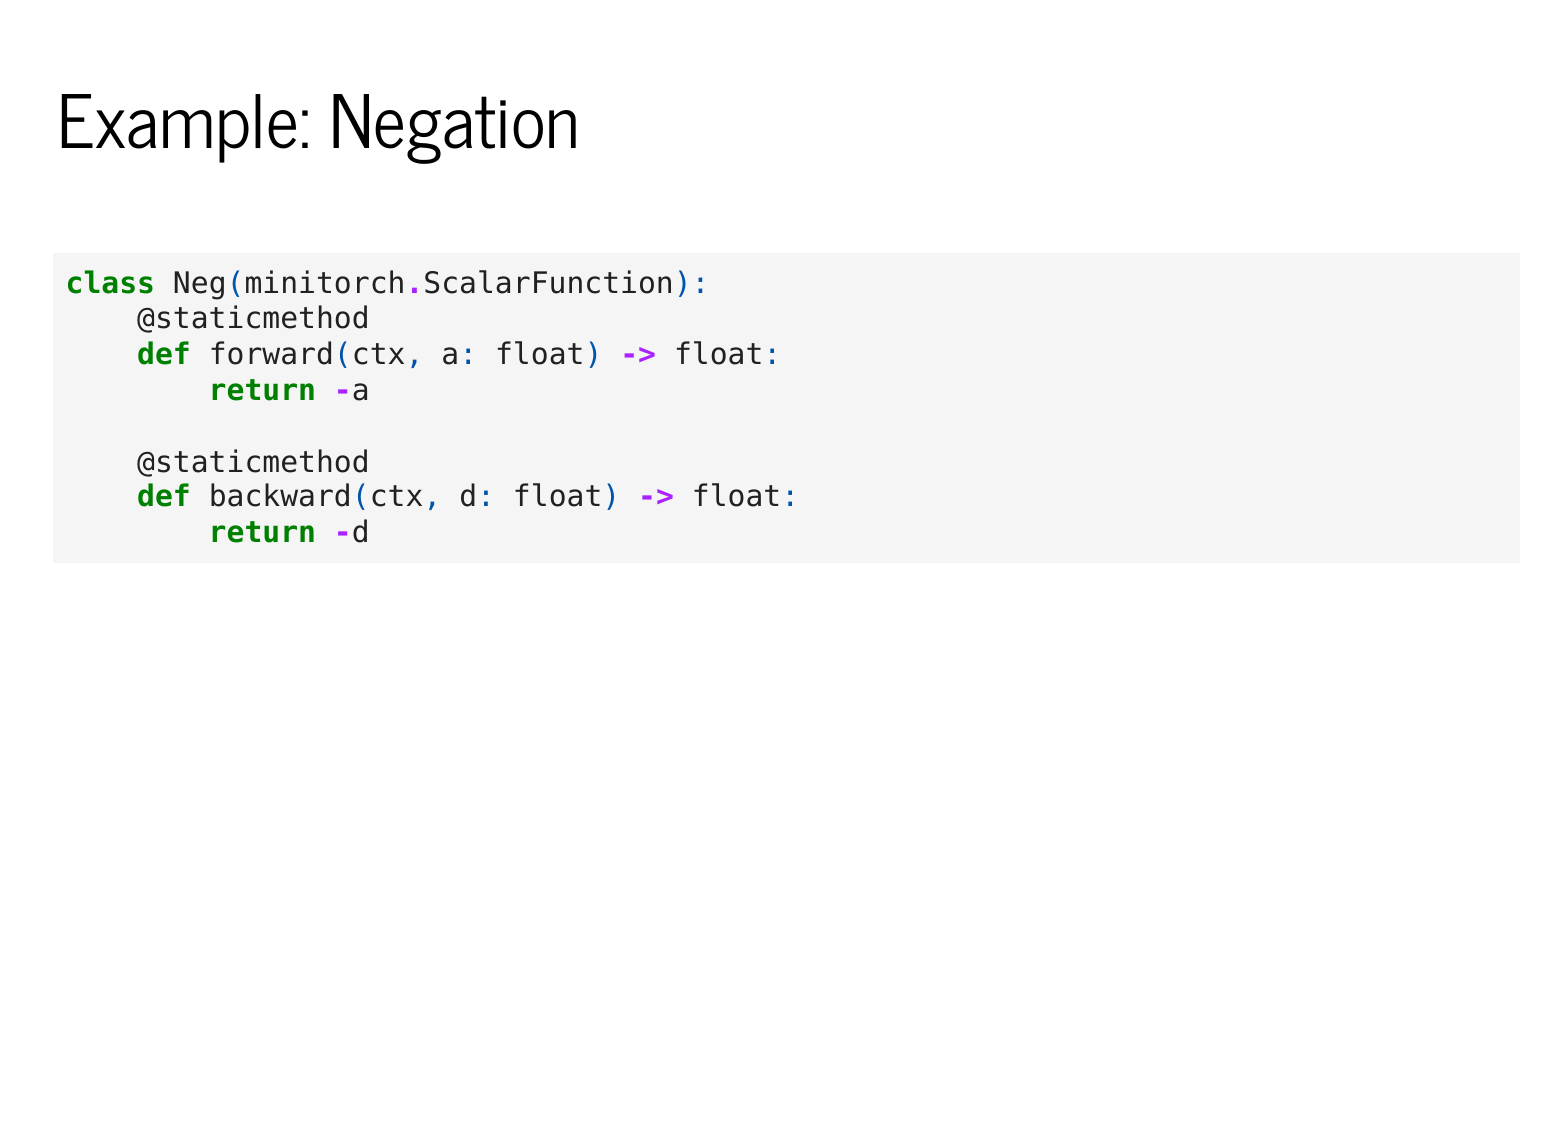 Example: Negation
class Neg(minitorch.ScalarFunction):
    @staticmethod
    def forward(ctx, a: float) -> float:
        return -a

    @staticmethod
    def backward(ctx, d: float) -> float:
        return -d